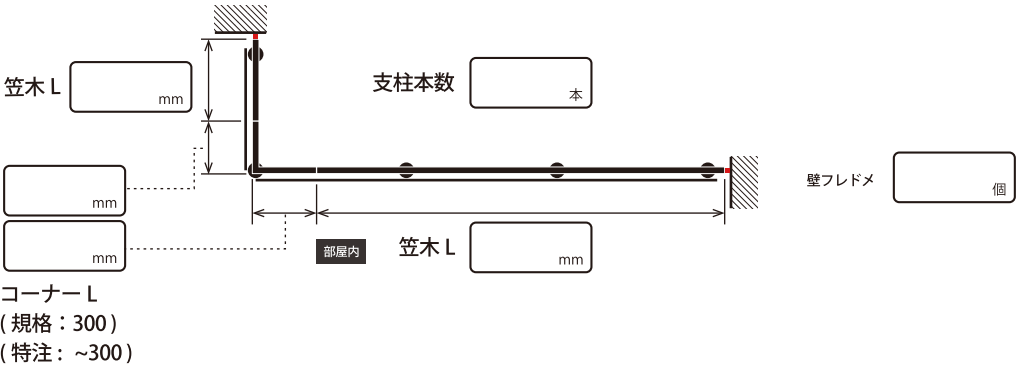 笠木 L
mm
支柱本数
本
mm
mm
壁フレドメ
個
部屋内
笠木 L
mm
コーナー L
( 規格：300 )
( 特注： ~300 )